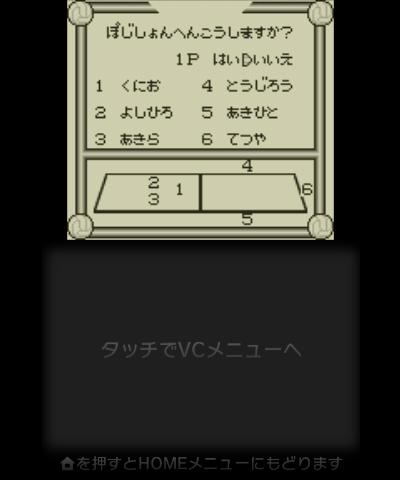 ぽじしょんへんこうしますか?
1P はい▷いいえ
1 くにお 4 とうじろう
2 よしひろ 5 あきひと
3 あきら 6 てつや
4
2 1 6
3
5
タッチでVCメニューへ
を押すとHOMEメニューにもどります